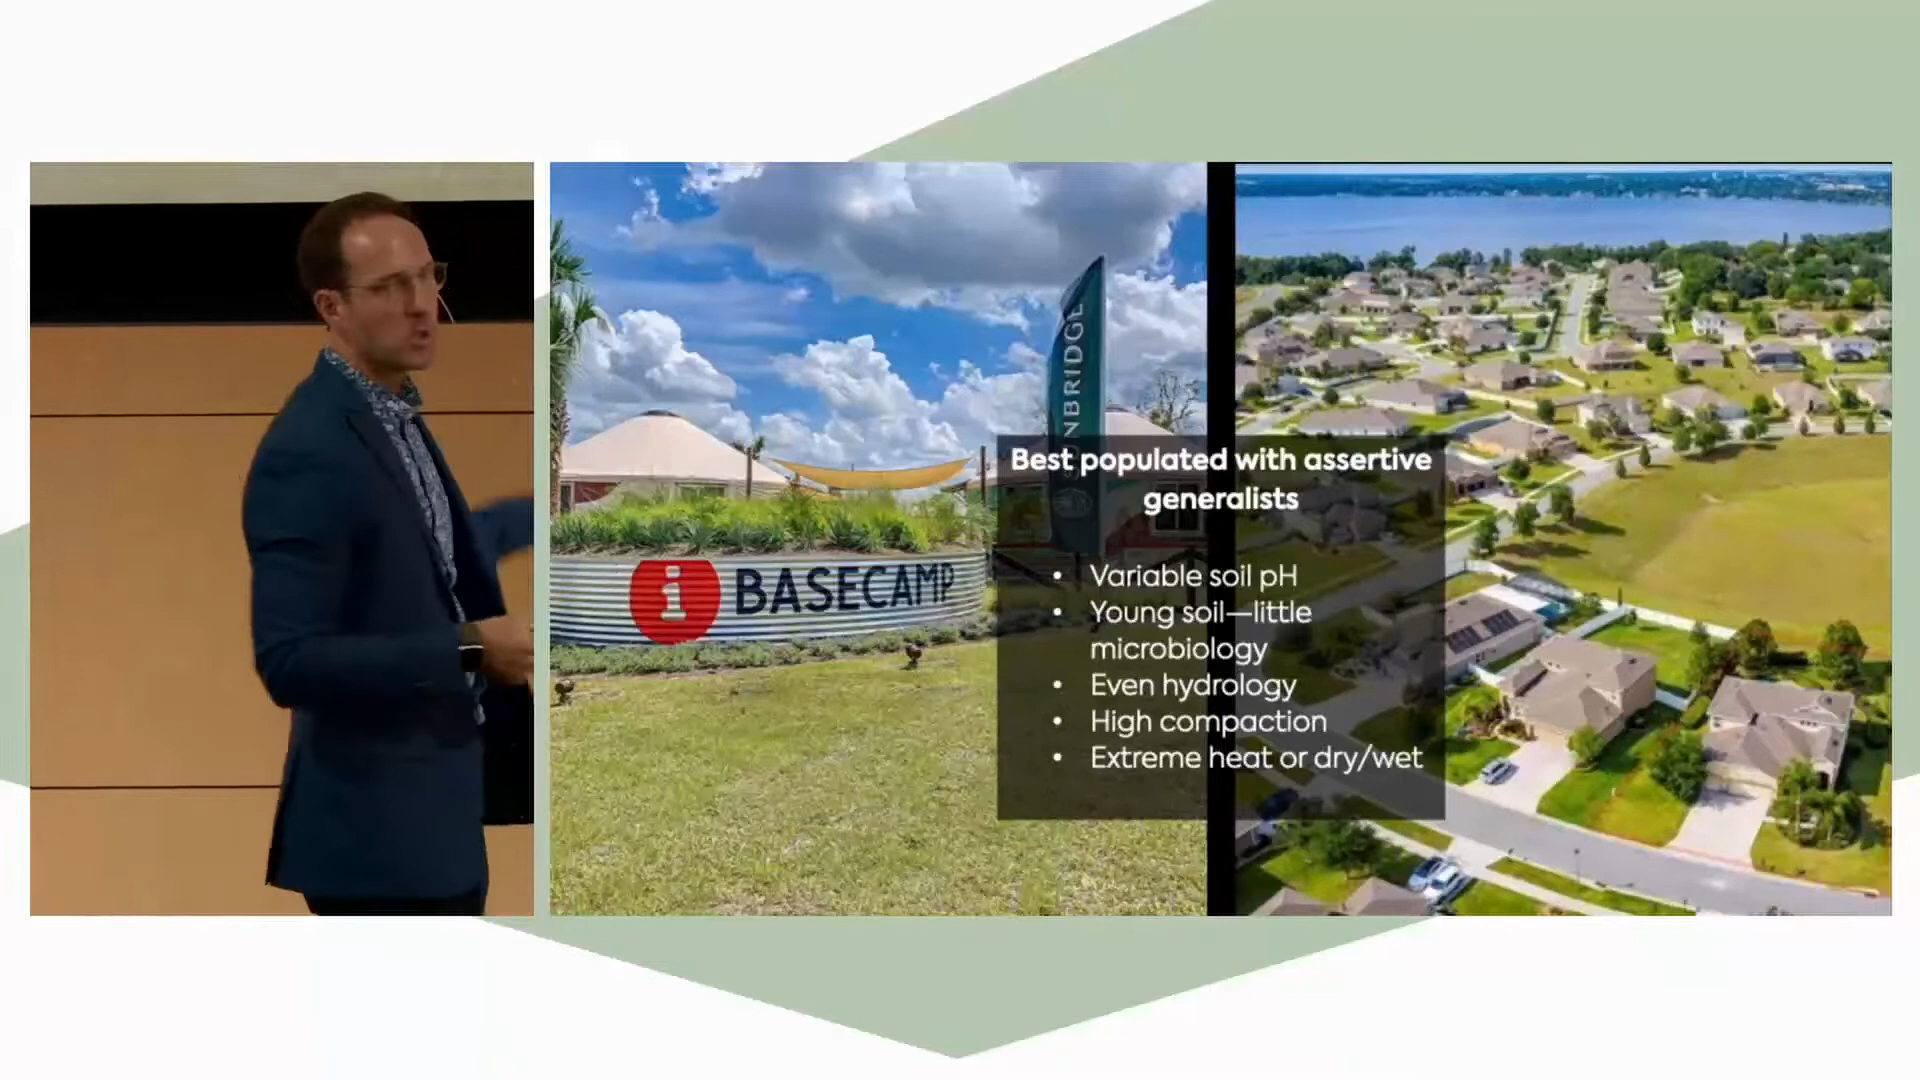 i BASECAMP
NBRIDGE
Best populated with assertive
generalists
• Variable soil pH
• Young soil—little
microbiology
• Even hydrology
• High compaction
• Extreme heat or dry/wet